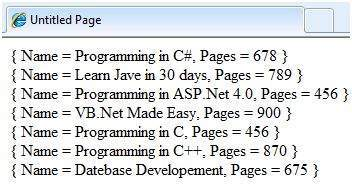 Untitled Page
{ Name = Programming in C#, Pages = 678 }
{ Name = Learn Jave in 30 days, Pages = 789 }
{ Name = Programming in ASP.Net 4.0, Pages = 456 }
{ Name = VB.Net Made Easy, Pages = 900 }
{ Name = Programming in C, Pages = 456 }
{ Name = Programming in C++, Pages = 870 }
{ Name = Datebase Developement, Pages = 675 }